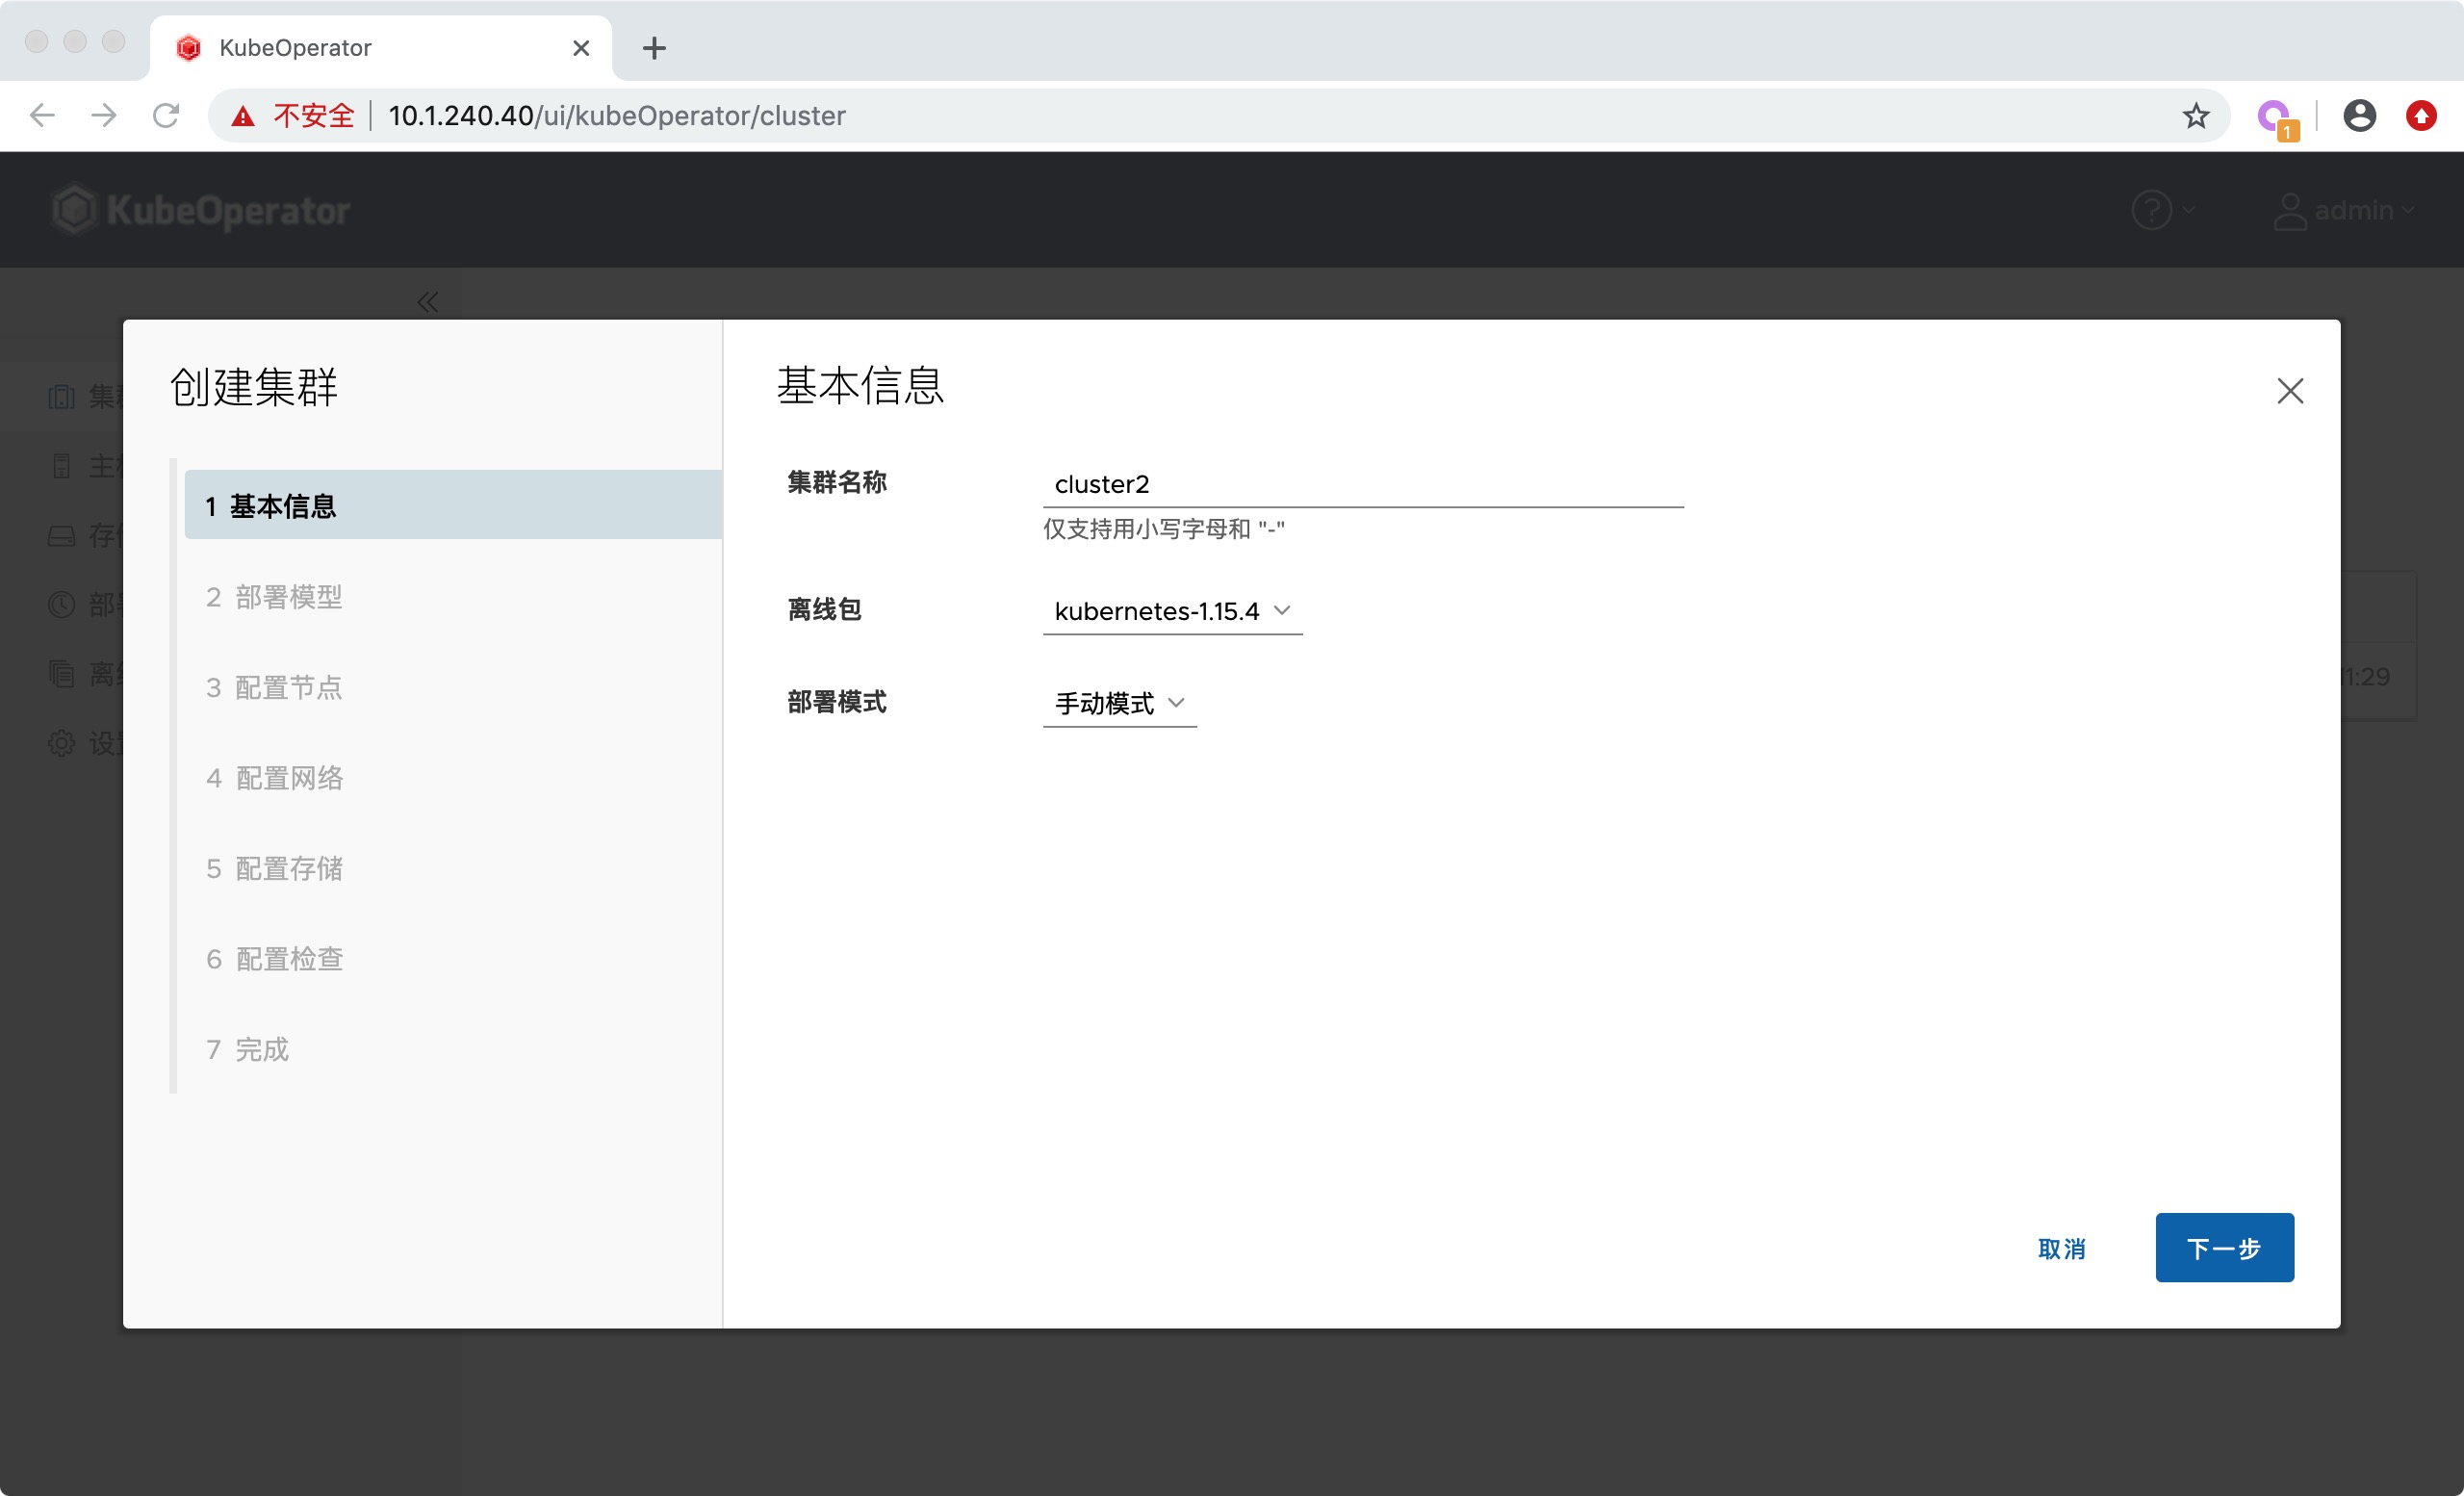 KubeOperator
不安全 10.1.240.40/ui/kubeOperator/cluster
1
KubeOperator
? admin
创建集群
1 基本信息
2 部署模型
3 配置节点
4 配置网络
5 配置存储
6 配置检查
7 完成
基本信息
集群名称 cluster2
仅支持用小写字母和 "-"
离线包 kubernetes-1.15.4
部署模式 手动模式
取消 下一步
集
主
存
部
离
设
1:29